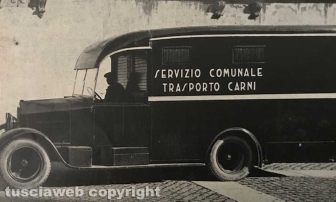 SERVIZIO COMUNALE
TRASPORTO CARNI
tusciaweb copyright